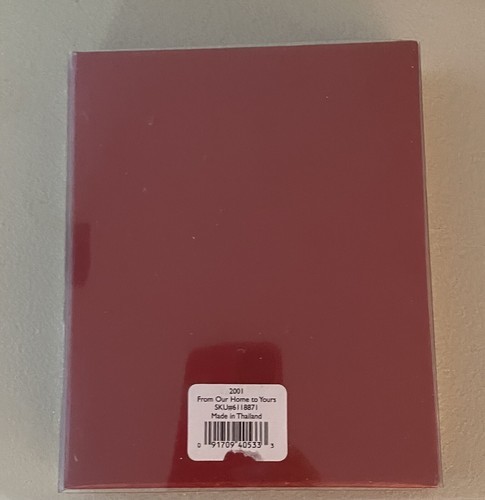 2001
From Our Home to Yours
SKU#6118871
Made in Thailand
0 91709 40533 3